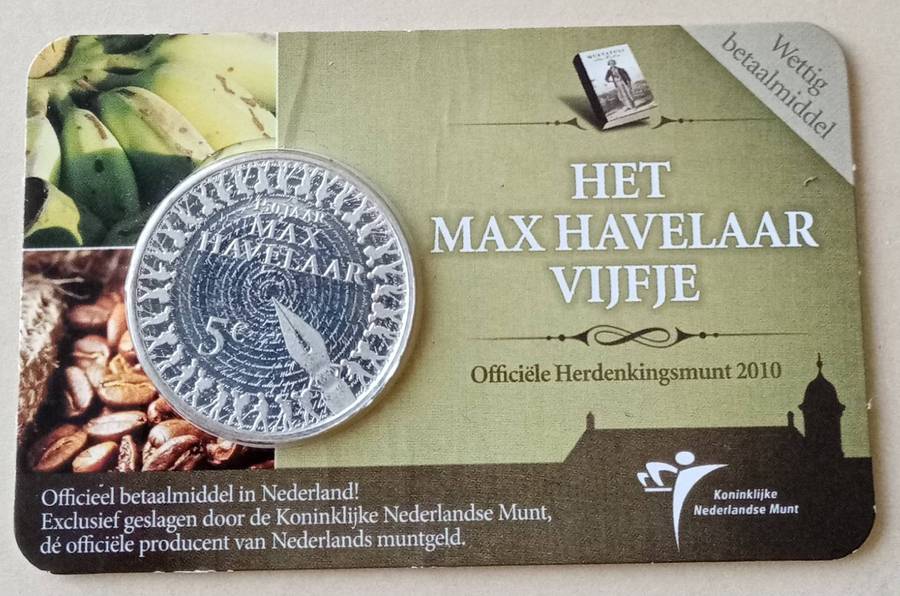 Wettig
betaalmiddel
MULTATULI
HET
MAX HAVELAAR
VIJFJE
150 JAAR
MAX
HAVELAAR
5 €
Officiële Herdenkingsmunt 2010
Officieel betaalmiddel in Nederland!
Exclusief geslagen door de Koninklijke Nederlandse Munt,
dé officiële producent van Nederlands muntgeld.
Koninklijke
Nederlandse Munt